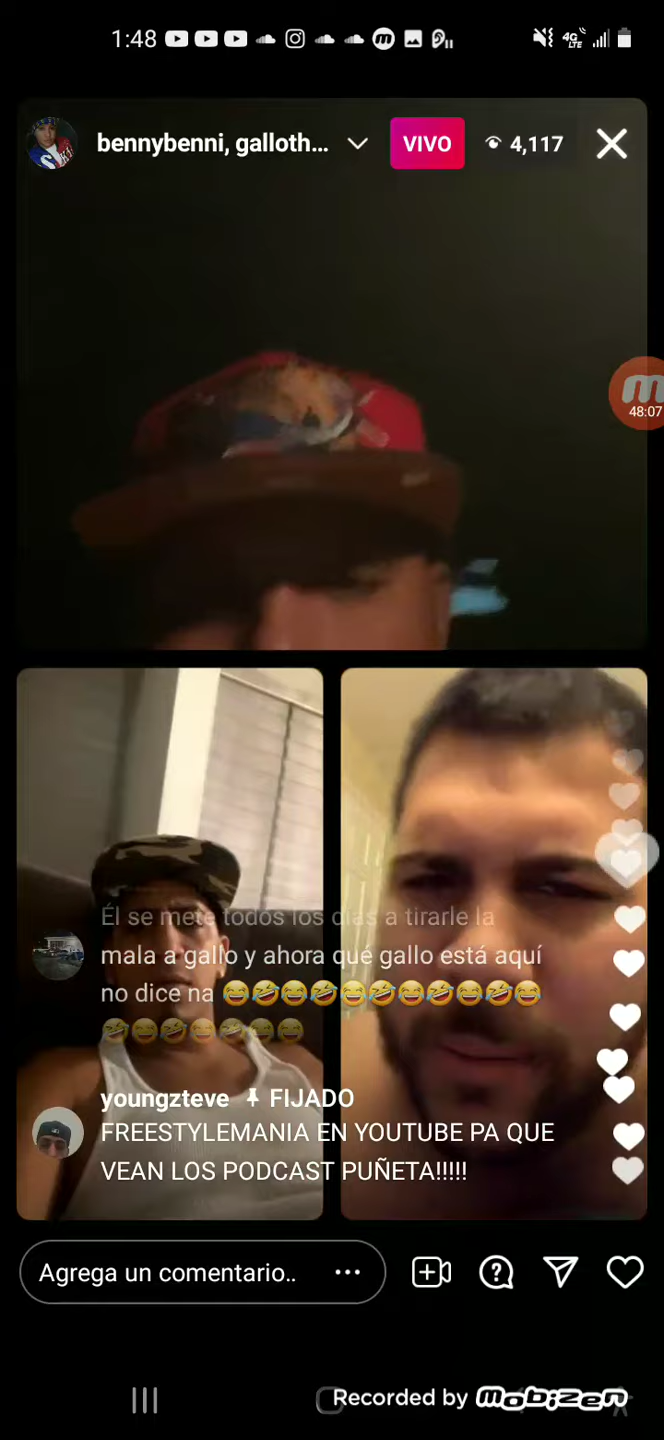 1:48
4G
LTE
bennybenni, galloth...
VIVO
4,117
48:07
Él se mete todos los días a tirarle la
mala a gallo y ahora qué gallo está aquí
no dice na 😂🤣😂🤣😂🤣😂🤣😂🤣😂
🤣😂🤣😂🤣😂😂
youngzteve 📌 FIJADO
FREESTYLEMANIA EN YOUTUBE PA QUE
VEAN LOS PODCAST PUÑETA!!!!!
Agrega un comentario..
Recorded by mobizen